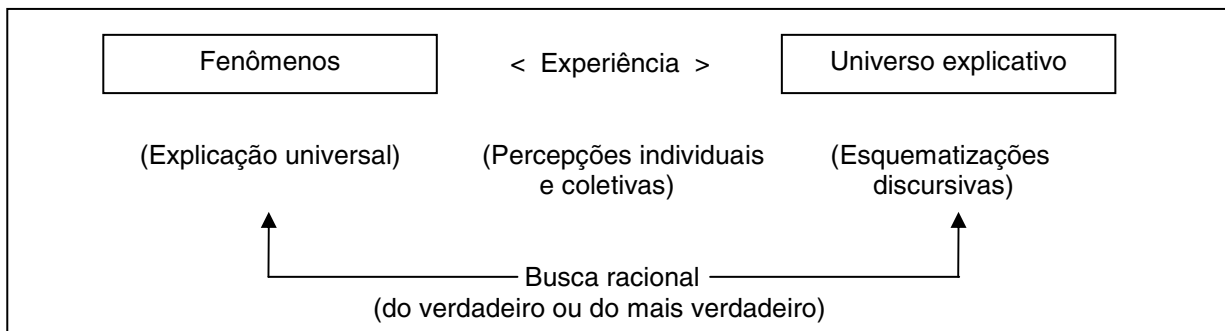 Fenômenos < Experiência > Universo explicativo
(Explicação universal) (Percepções individuais (Esquematizações
e coletivas) discursivas)
Busca racional
(do verdadeiro ou do mais verdadeiro)